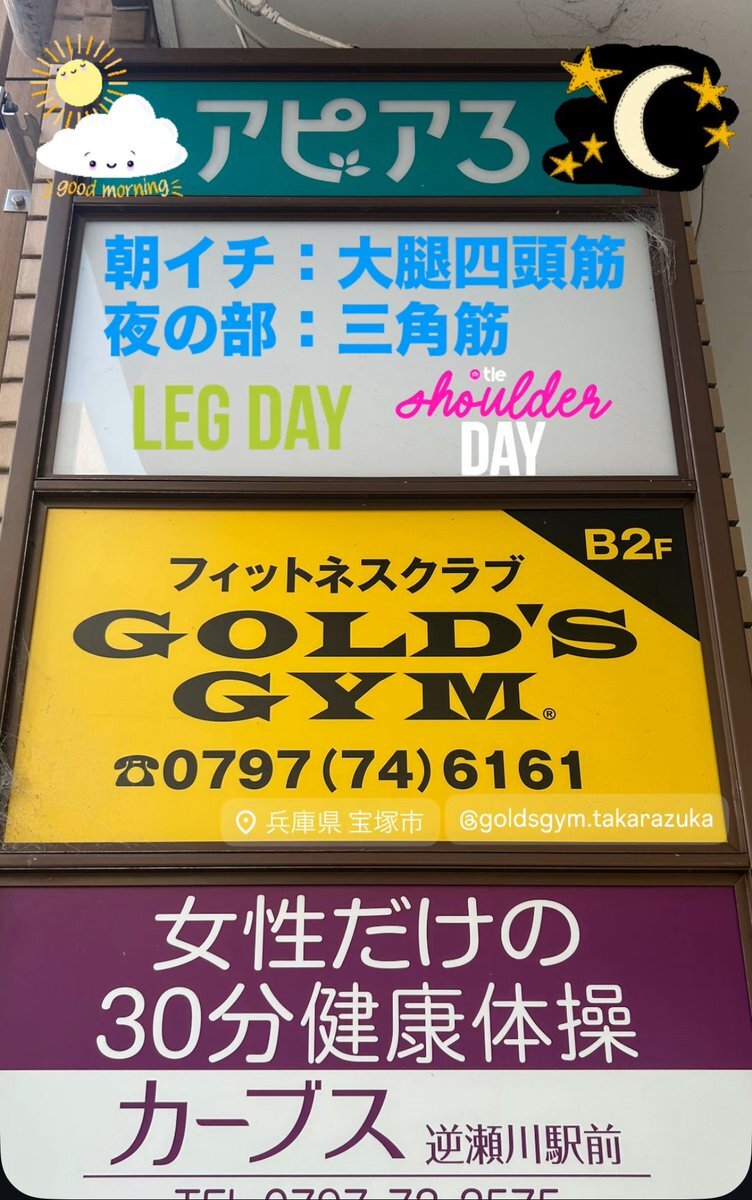 アピア3
good morning
朝イチ：大腿四頭筋
夜の部：三角筋
LEG DAY
tle
shoulder
DAY
B2F
フィットネスクラブ
GOLD'S
GYM®
☎0797(74)6161
兵庫県 宝塚市
@goldsgym.takarazuka
女性だけの
30分健康体操
カーブス 逆瀬川駅前